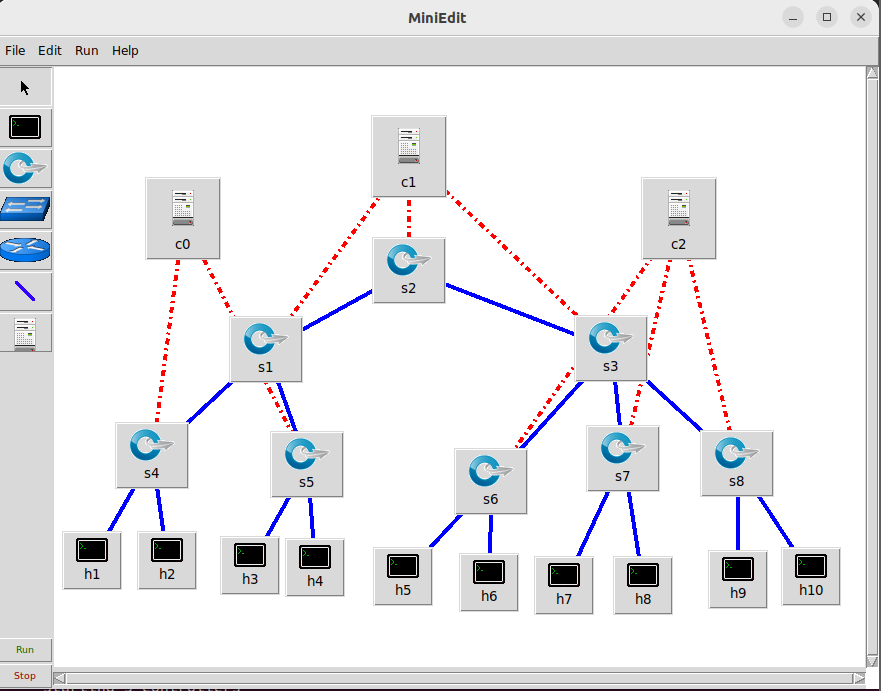 MiniEdit
File Edit Run Help
c1
c0
c2
s2
s1
s3
s4
s5
s6
s7
s8
h1
h2
h3
h4
h5
h6
h7
h8
h9
h10
Run
Stop